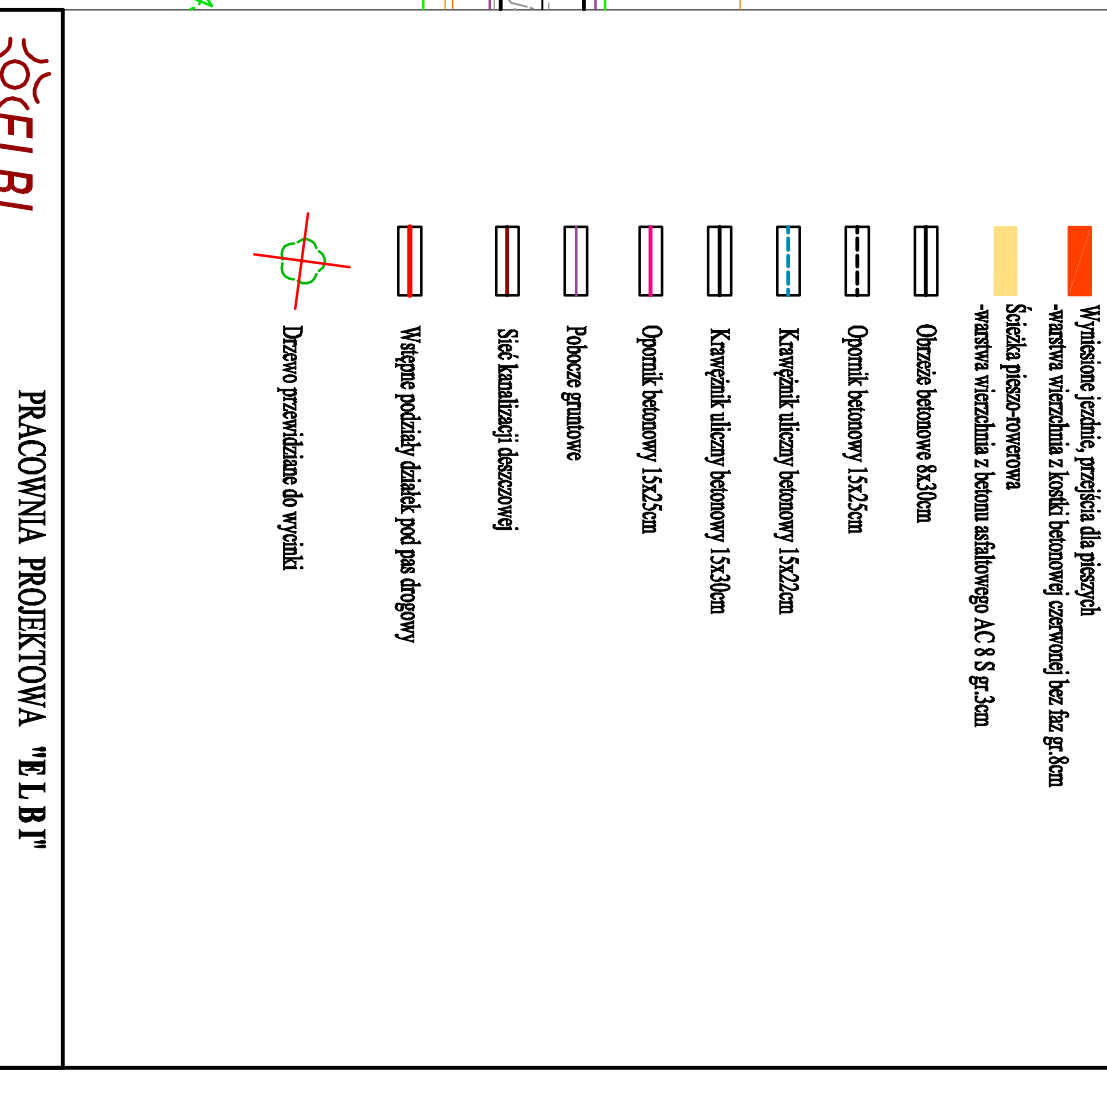 Wyniesione jezdnie, przejścia dla pieszych
-warstwa wierzchnia z kostki betonowej czerwonej bez faz gr.8cm
Ścieżka pieszo-rowerowa
-warstwa wierzchnia z betonu asfaltowego AC 8 S gr.3cm
Obrzeże betonowe 8x30cm
Opornik betonowy 15x25cm
Krawężnik uliczny betonowy 15x22cm
Krawężnik uliczny betonowy 15x30cm
Opornik betonowy 15x25cm
Pobocze gruntowe
Sieć kanalizacji deszczowej
Wstępne podziały działek pod pas drogowy
Drzewo przewidziane do wycinki
PRACOWNIA PROJEKTOWA "E L B I"
ELBI